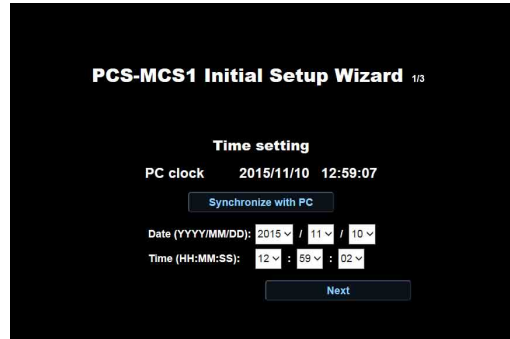 PCS-MCS1 Initial Setup Wizard 1/3
Time setting
PC clock 2015/11/10 12:59:07
Synchronize with PC
Date (YYYY/MM/DD): 2015 / 11 / 10
Time (HH:MM:SS): 12 : 59 : 02
Next